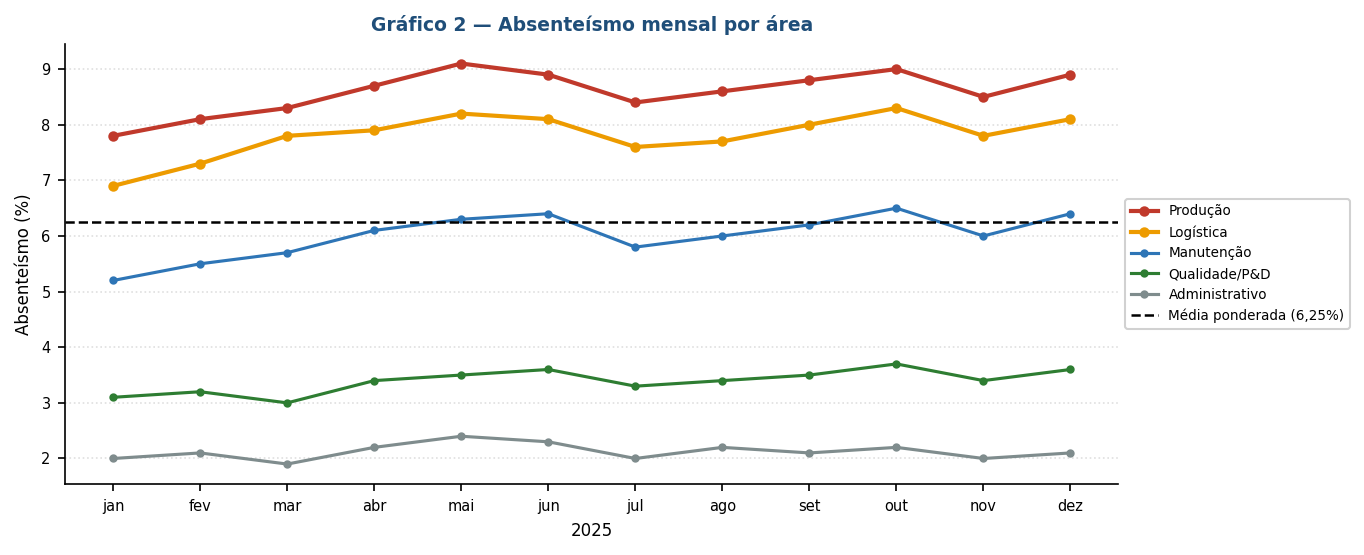 Gráfico 2 — Absenteísmo mensal por área
Absenteísmo (%)
9
8
7
6
5
4
3
2
jan fev mar abr mai jun jul ago set out nov dez
2025
Produção
Logística
Manutenção
Qualidade/P&D
Administrativo
Média ponderada (6,25%)